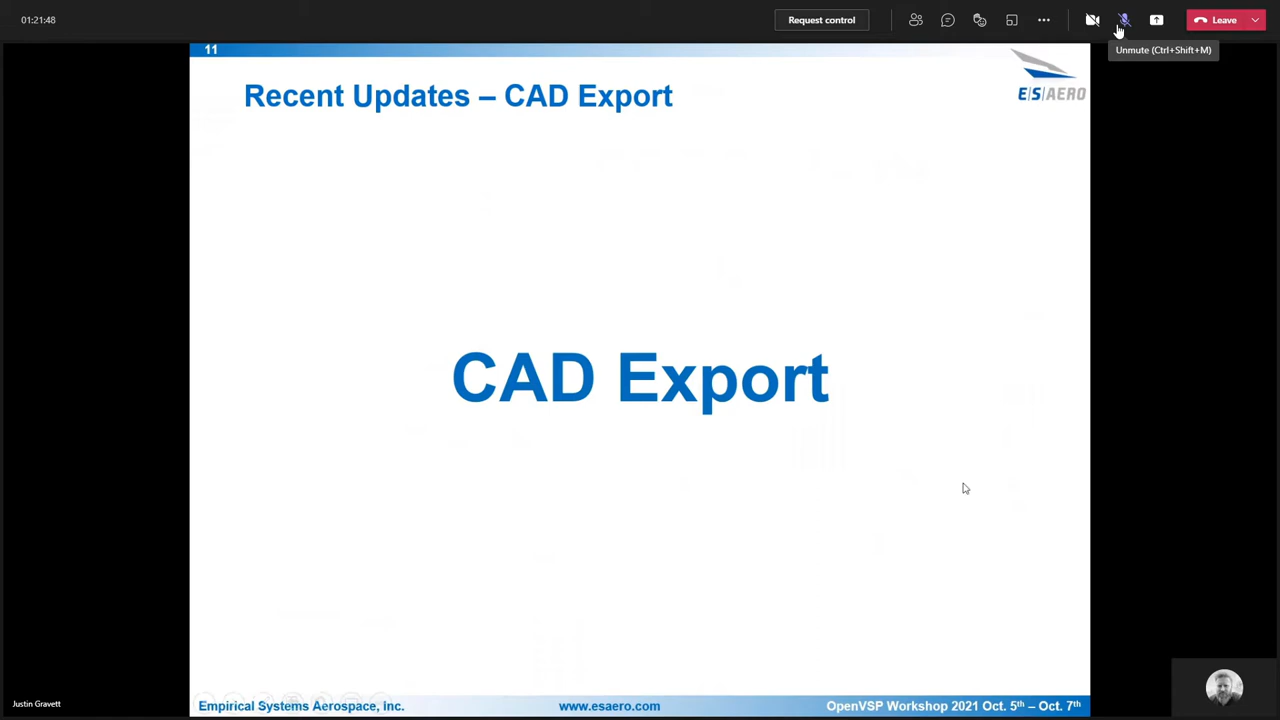 01:21:48
Request control
Leave
Unmute (Ctrl+Shift+M)
11
Recent Updates – CAD Export
E|S|AERO
CAD Export
Justin Gravett
Empirical Systems Aerospace, Inc.
www.esaero.com
OpenVSP Workshop 2021 Oct. 5th – Oct. 7th